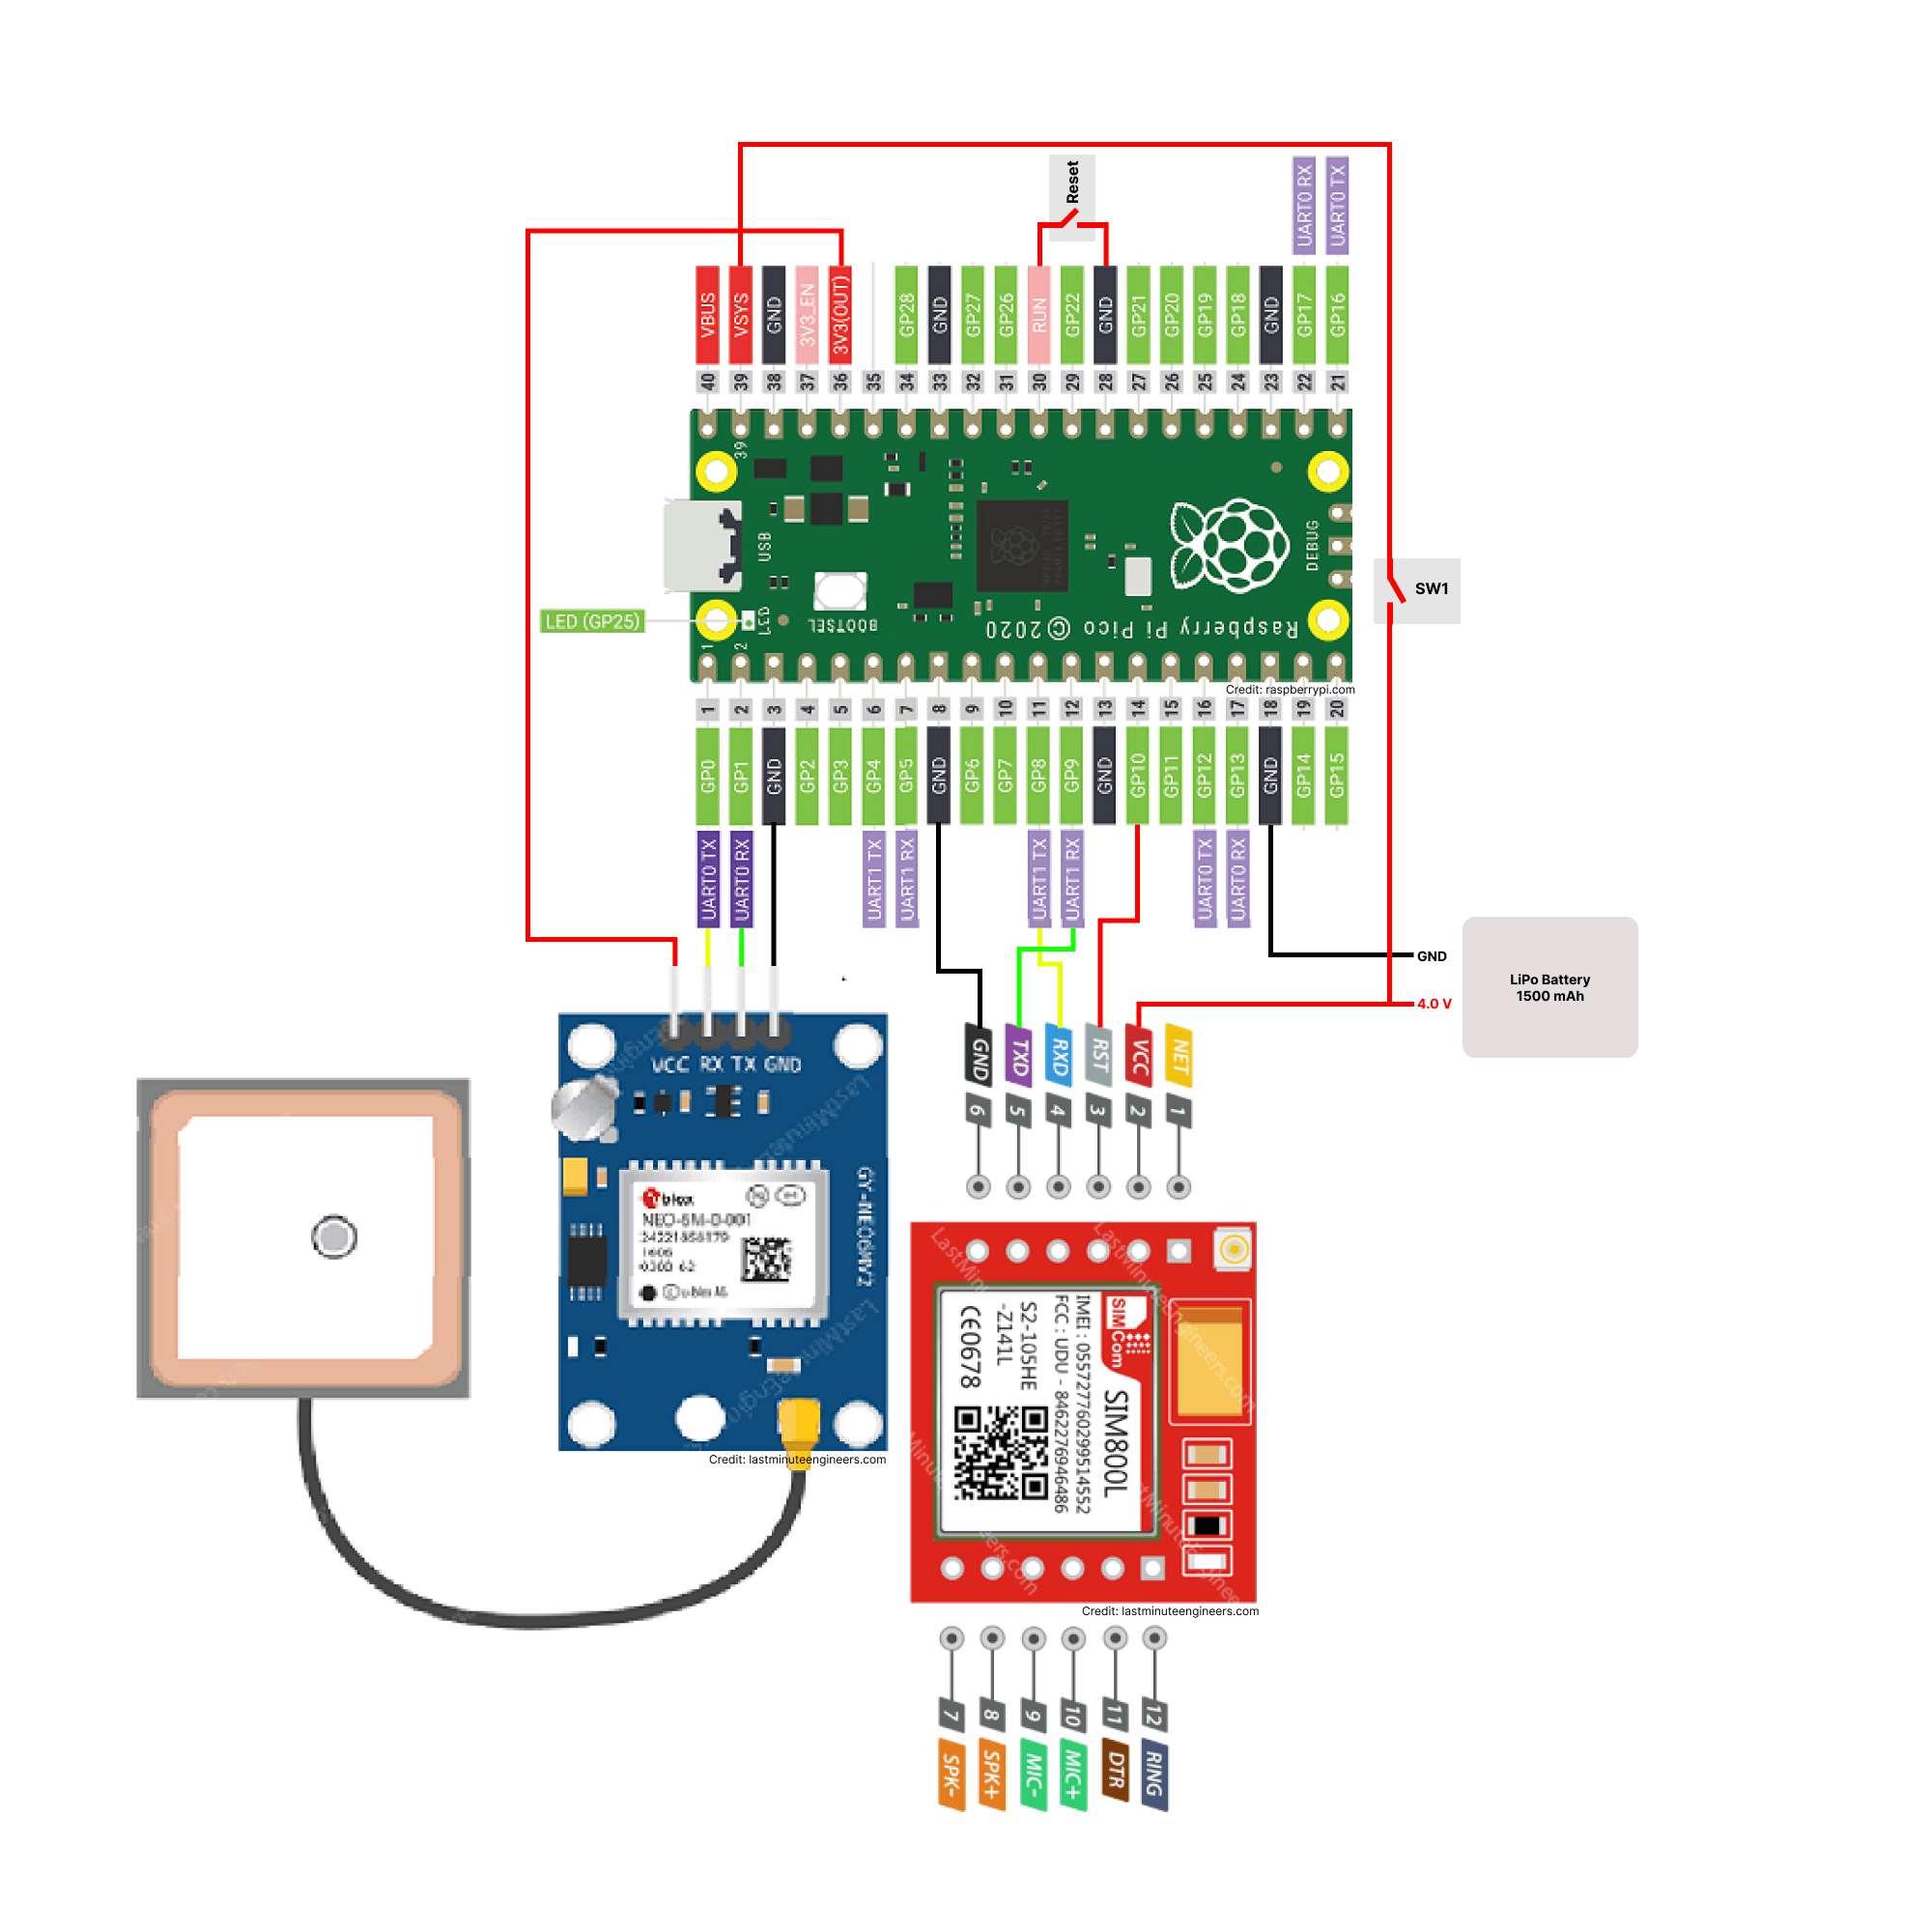 Reset
UART0 RX
UART0 TX
VBUS
VSYS
GND
3V3_EN
3V3(OUT)
GP28
GND
GP27
GP26
RUN
GP22
GND
GP21
GP20
GP19
GP18
GND
GP17
GP16
40
39
38
37
36
35
34
33
32
31
30
29
28
27
26
25
24
23
22
21
39
USB
DEBUG
SW1
LED (GP25)
LED
BOOTSEL
Raspberry Pi Pico © 2020
1
2
Credit: raspberrypi.com
1
2
3
4
5
6
7
8
9
10
11
12
13
14
15
16
17
18
19
20
GP0
GP1
GND
GP2
GP3
GP4
GP5
GND
GP6
GP7
GP8
GP9
GND
GP10
GP11
GP12
GP13
GND
GP14
GP15
UART0 TX
UART0 RX
UART1 TX
UART1 RX
UART1 TX
UART1 RX
UART0 TX
UART0 RX
GND
4.0 V
LiPo Battery
1500 mAh
GND
TXD
RXD
RST
VCC
NET
6
5
4
3
2
1
VCC RX TX GND
blox
NEO-6M-0-001
GY-NEO6MV2
Credit: lastminuteengineers.com
SIM
Com
SIM800L
IMEI : 055727760299514552
FCC : UDU - 84622769464​86
S2-105HE
-Z141L
CE0678
LastMinuteEngineers.com
Credit: lastminuteengineers.com
7
8
9
10
11
12
SPK-
SPK+
MIC-
MIC+
DTR
RING